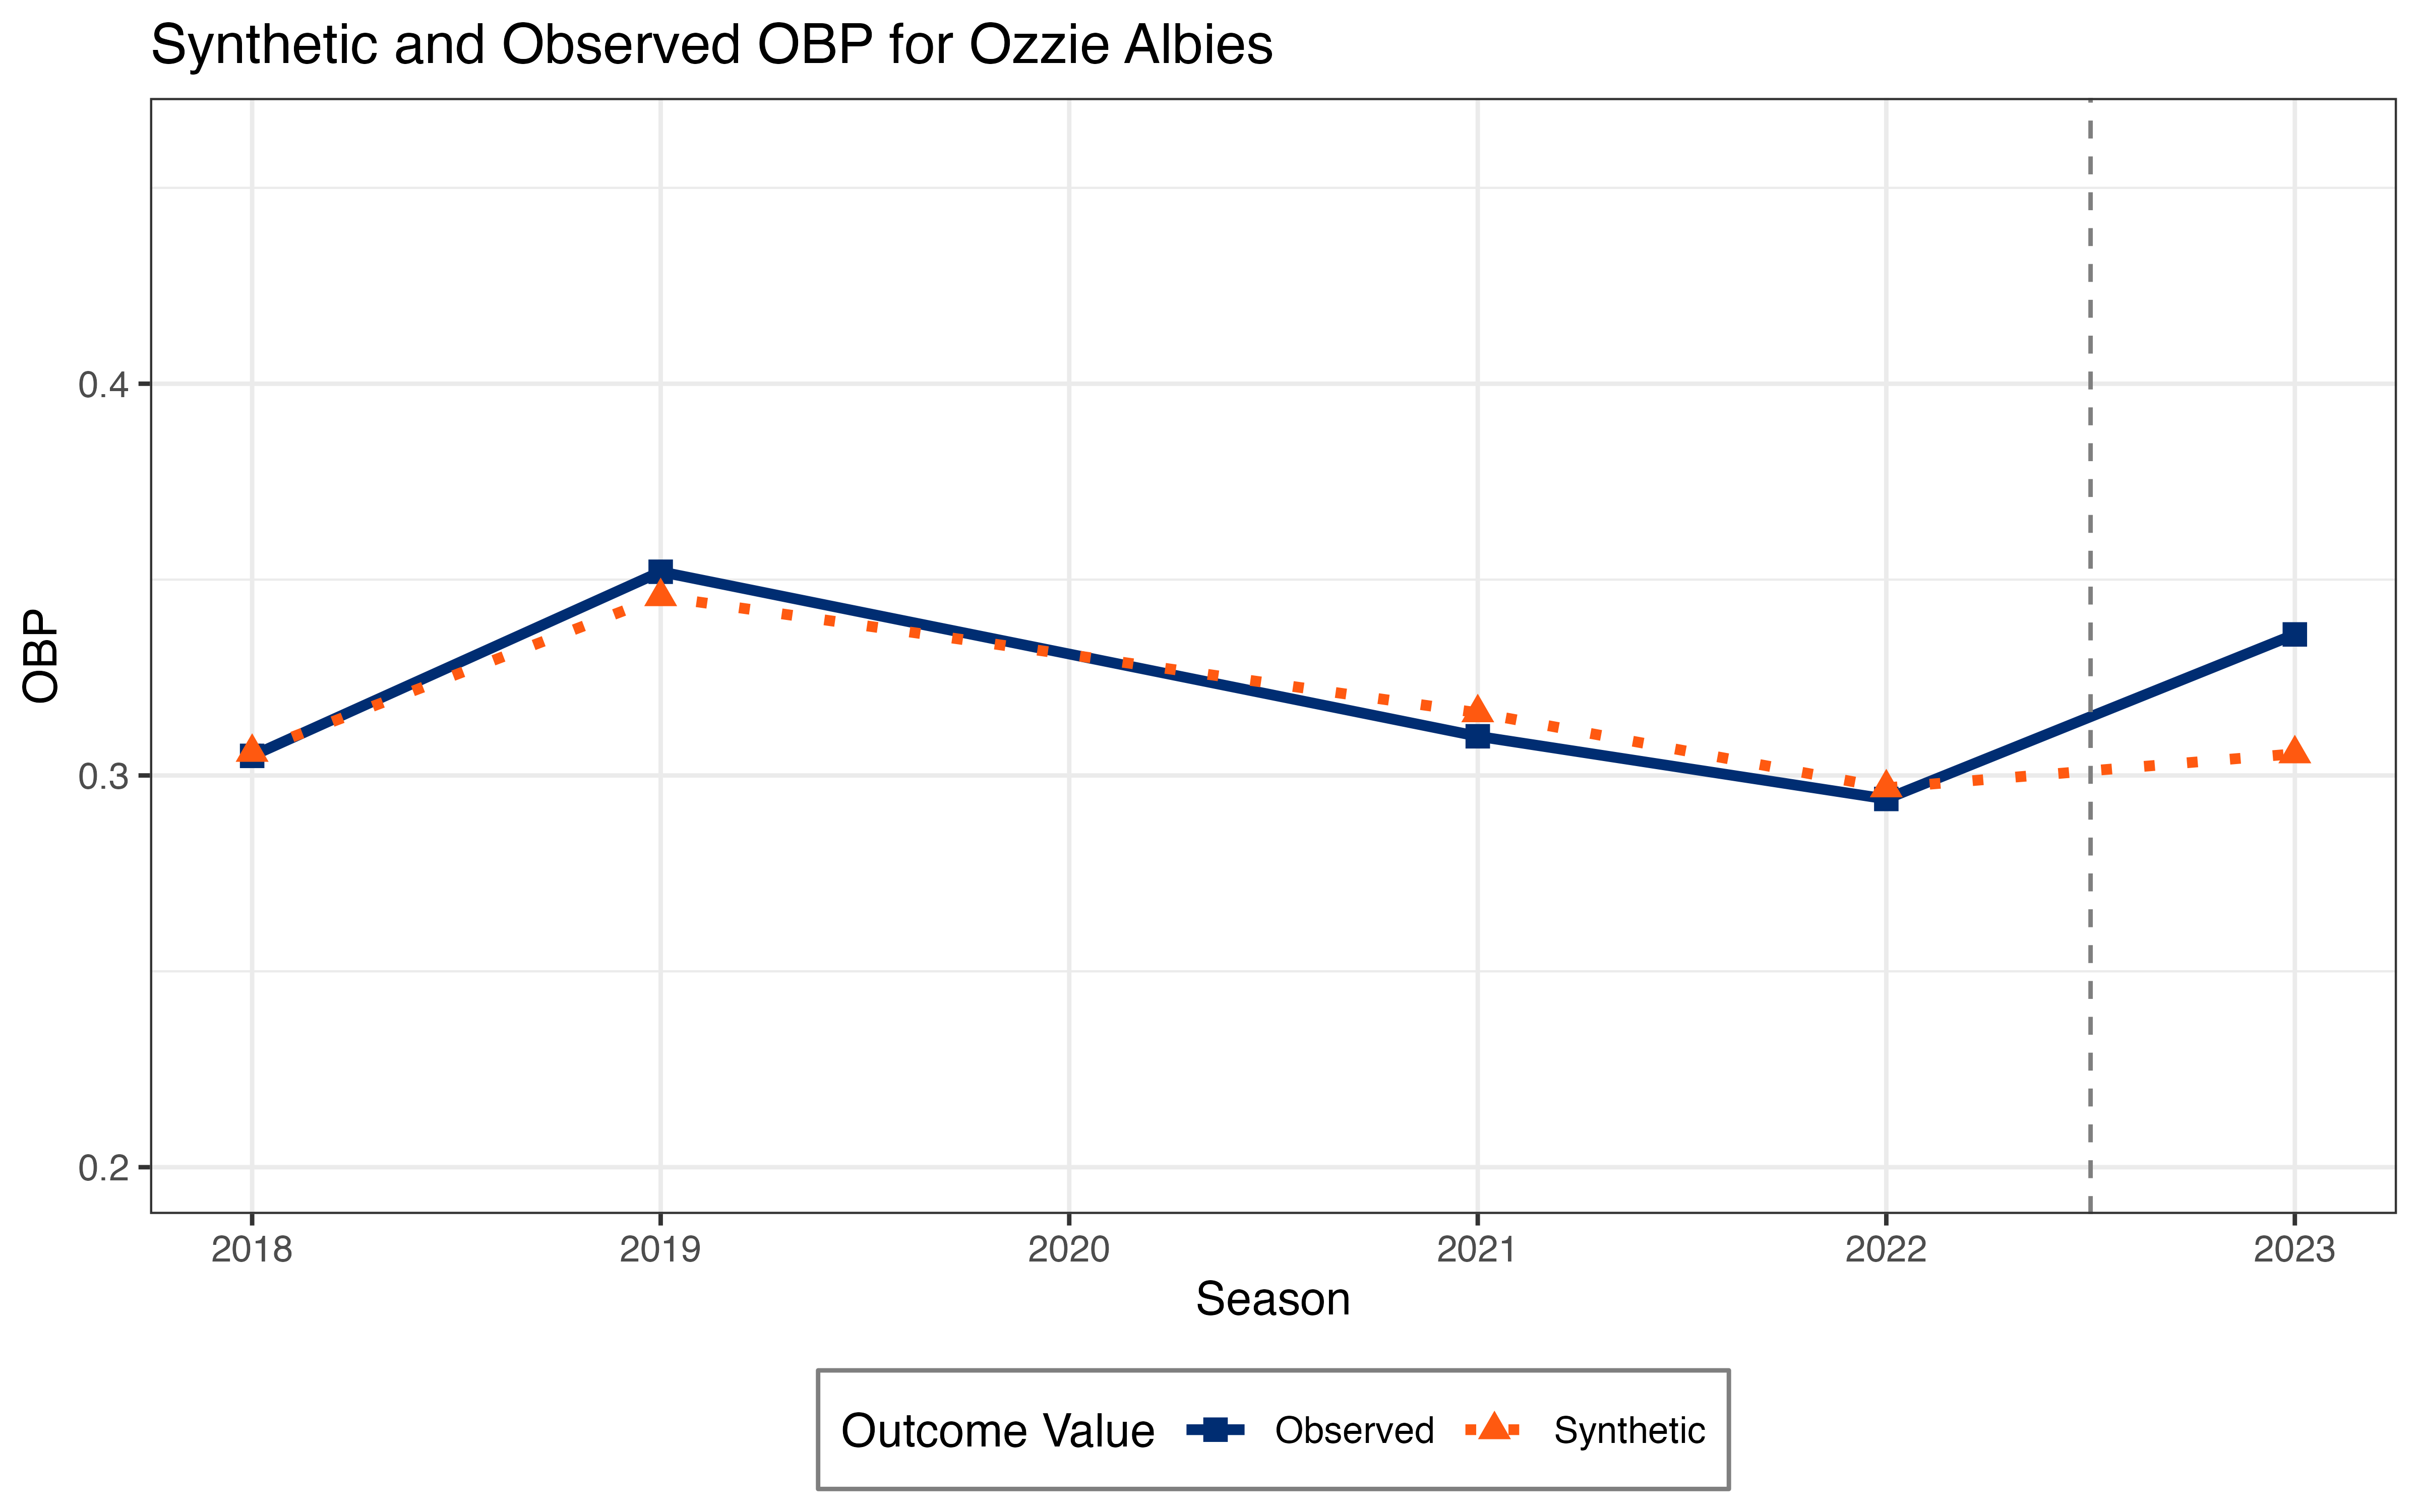 Synthetic and Observed OBP for Ozzie Albies
OBP
0.4
0.3
0.2
2018 2019 2020 2021 2022 2023
Season
Outcome Value Observed Synthetic